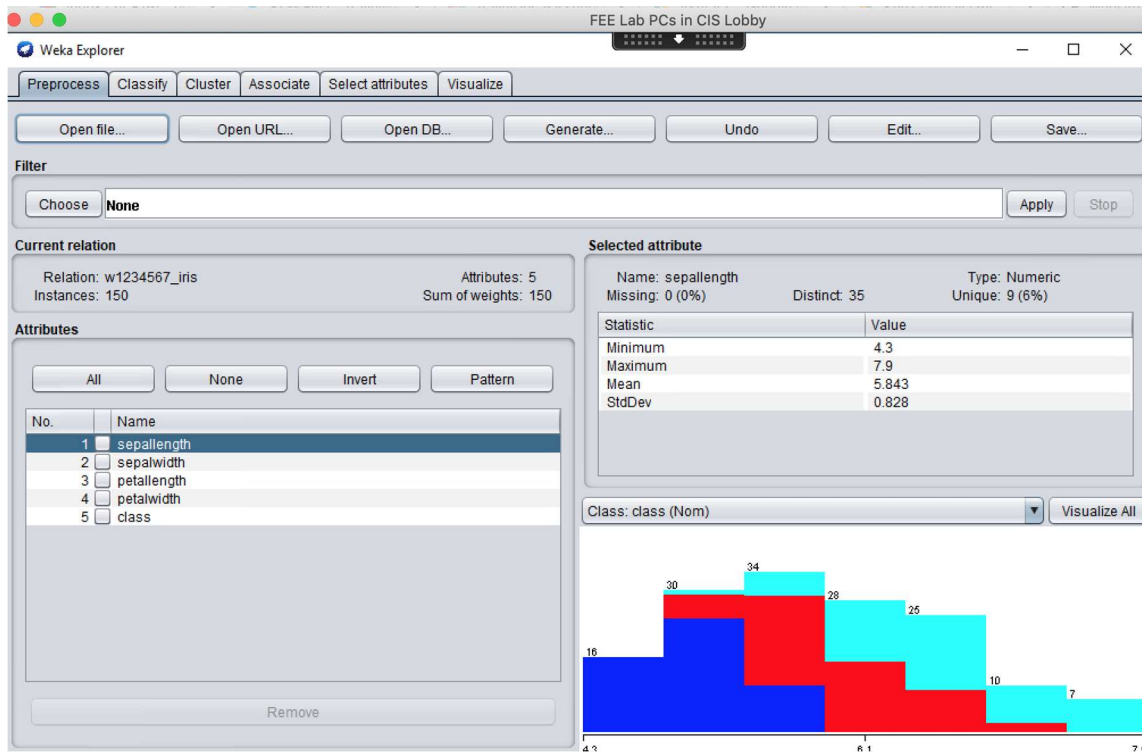 FEE Lab PCs in CIS Lobby
Weka Explorer
Preprocess Classify Cluster Associate Select attributes Visualize
Open file... Open URL... Open DB... Generate... Undo Edit... Save...
Filter
Choose None Apply Stop
Current relation
Relation: w1234567_iris Attributes: 5
Instances: 150 Sum of weights: 150
Attributes
All None Invert Pattern
No. Name
1 sepallength
2 sepalwidth
3 petallength
4 petalwidth
5 class
Remove
Selected attribute
Name: sepallength Type: Numeric
Missing: 0 (0%) Distinct: 35 Unique: 9 (6%)
Statistic Value
Minimum 4.3
Maximum 7.9
Mean 5.843
StdDev 0.828
Class: class (Nom) Visualize All
16 30 34 28 25 10 7
4.3 6.1